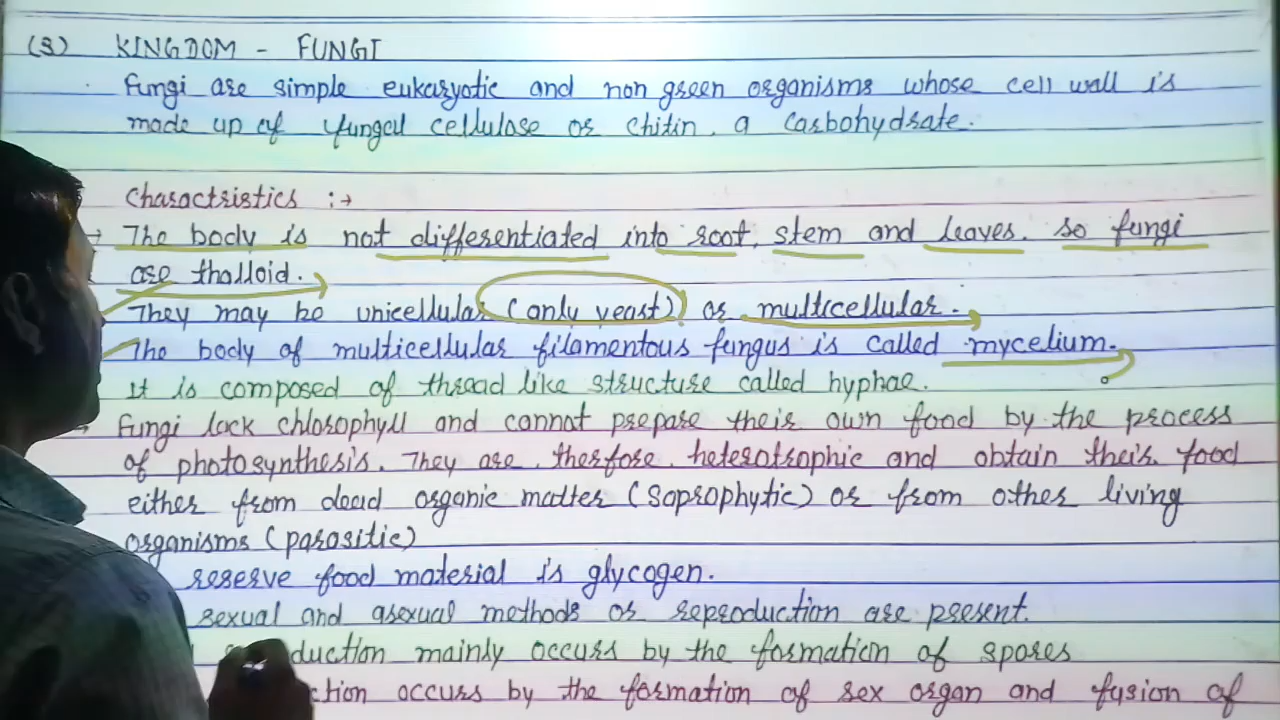 (3) KINGDOM - FUNGI
Fungi are simple eukaryotic and non green organisms whose cell wall is
made up of fungal cellulose or chitin, a carbohydrate.
Charactristics :→
→ The body is not differentiated into root, stem and leaves. so fungi
are thalloid.
They may be unicellular (only yeast) or multicellular.
The body of multicellular filamentous fungus is called mycelium.
It is composed of thread like structure called hyphae.
→ Fungi lack chlorophyll and cannot prepare their own food by the process
of photosynthesis. They are, therfore, heterotrophic and obtain their food
either from dead organic matter (saprophytic) or from other living
organisms (parasitic)
reserve food material is glycogen.
sexual and asexual methods of reproduction are present.
duction mainly occurs by the formation of spores
ction occurs by the formation of sex organ and fusion of